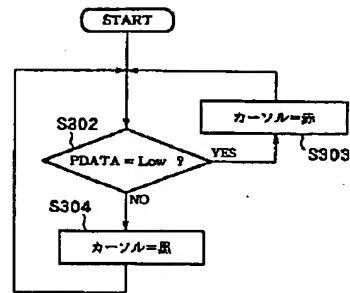 START
S302
PDATA = Low ?
YES
カーソル=赤
S303
NO
S304
カーソル=黒